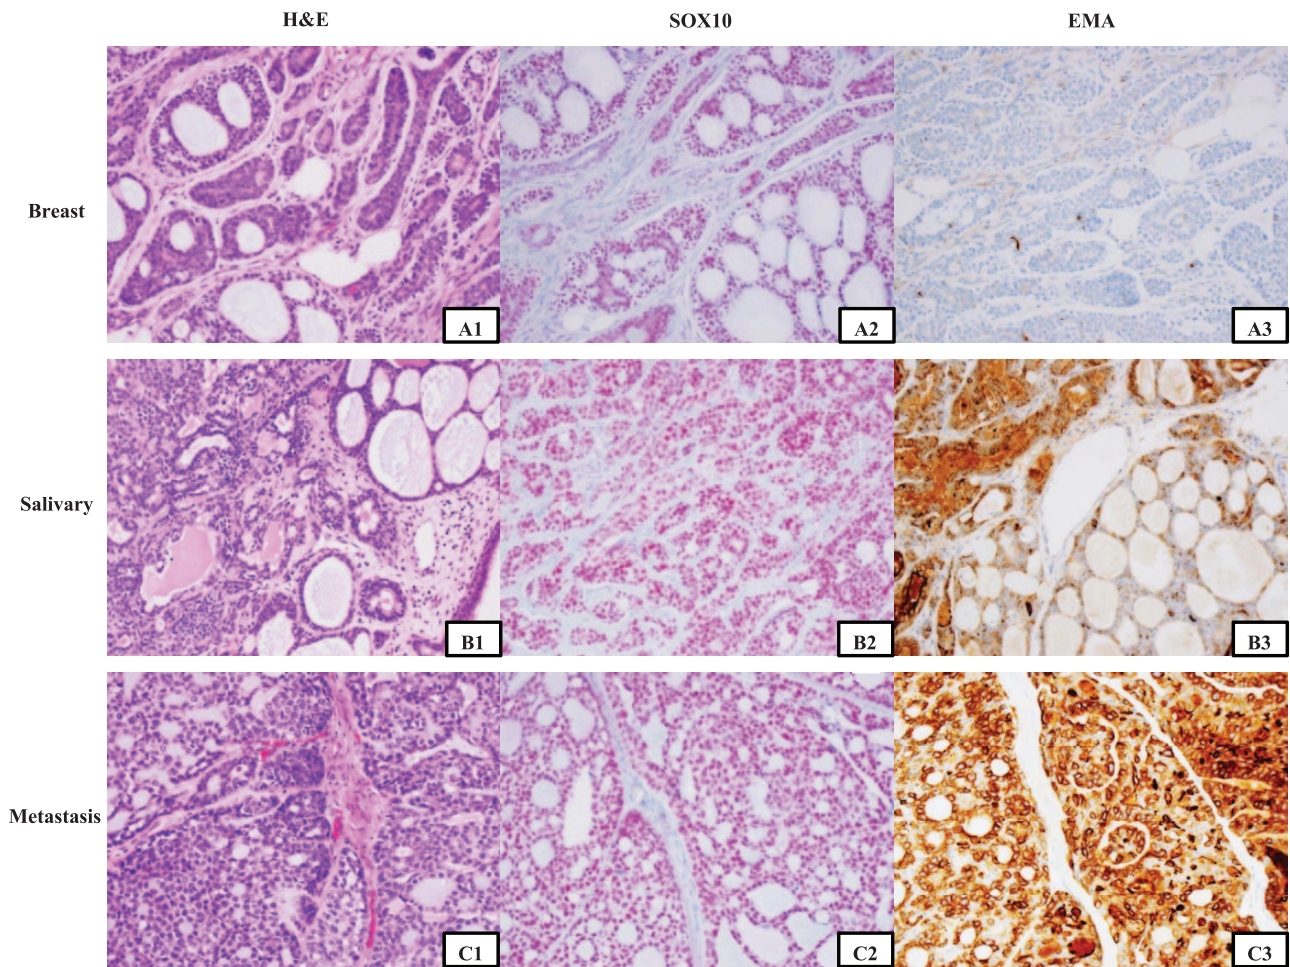 H&E SOX10 EMA
Breast
A1 A2 A3
Salivary
B1 B2 B3
Metastasis
C1 C2 C3